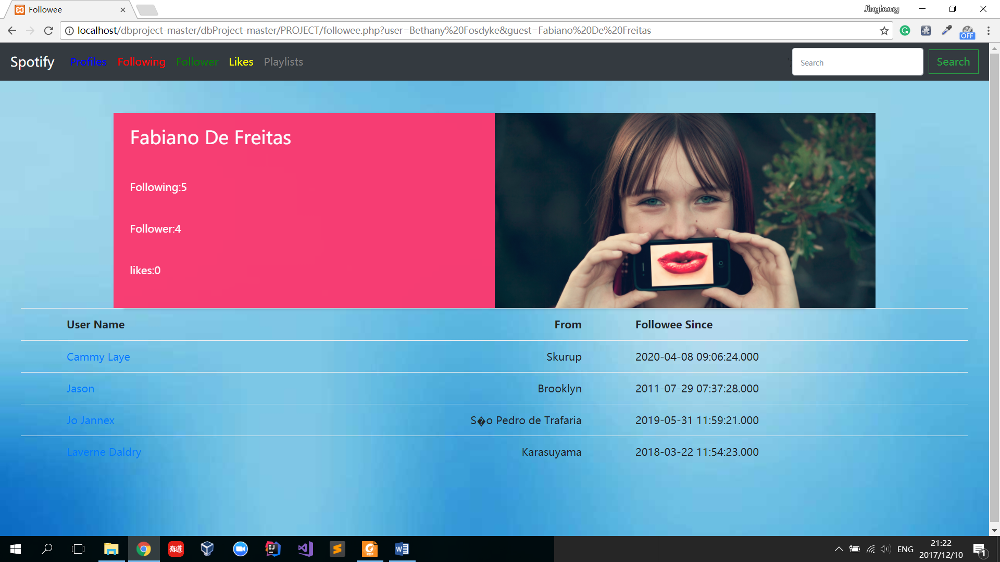 Followee
Jinghong
localhost/dbproject-master/dbProject-master/PROJECT/followee.php?user=Bethany%20Fosdyke&guest=Fabiano%20De%20Freitas
OFF
Spotify Profiles Following Follower Likes Playlists Search Search
Fabiano De Freitas
Following:5
Follower:4
likes:0
User Name From Followee Since
Cammy Laye Skurup 2020-04-08 09:06:24.000
Jason Brooklyn 2011-07-29 07:37:28.000
Jo Jannex S�o Pedro de Trafaria 2019-05-31 11:59:21.000
Laverne Daldry Karasuyama 2018-03-22 11:54:23.000
有道
IJ
PDF
W
ENG
21:22
2017/12/10
1